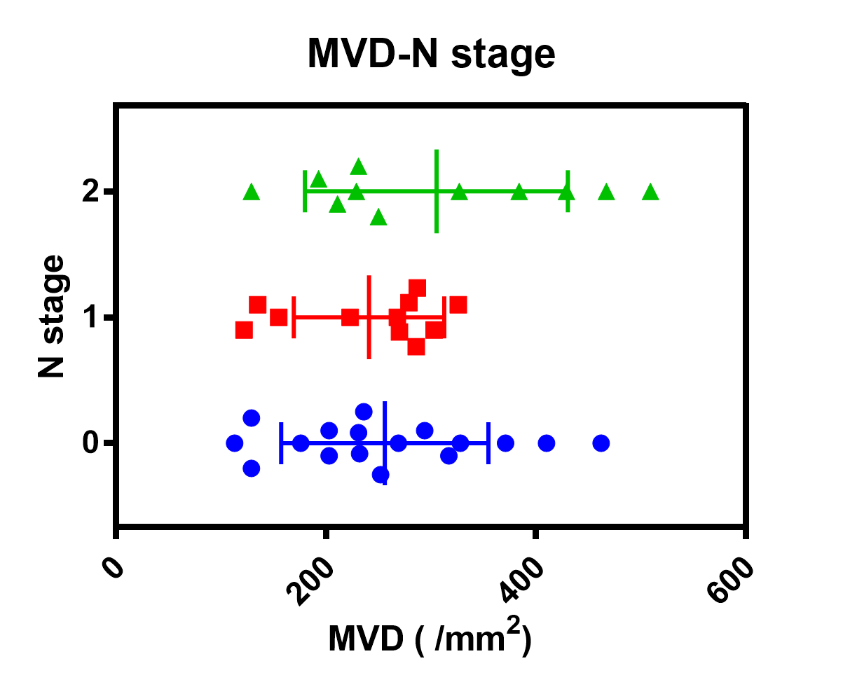 MVD-N stage
2
1
0
N stage
0 200 400 600
MVD ( /mm²)